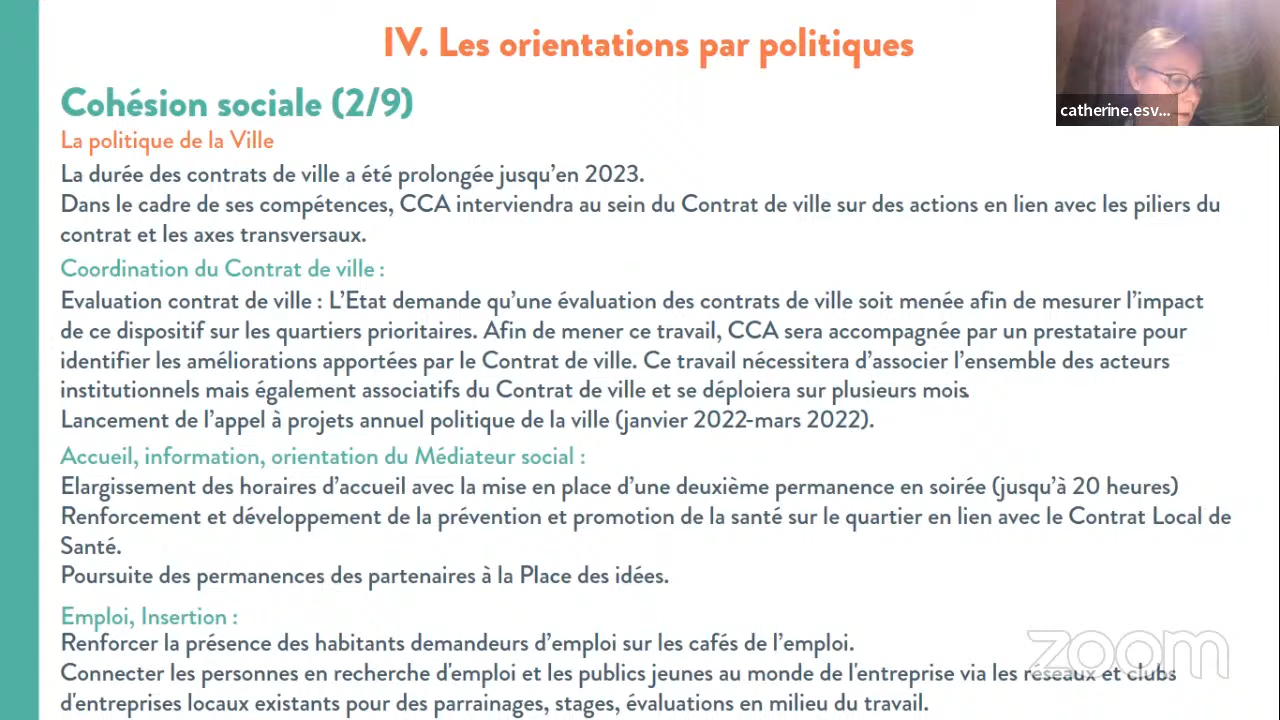 IV. Les orientations par politiques
catherine.esv...
Cohésion sociale (2/9)
La politique de la Ville
La durée des contrats de ville a été prolongée jusqu'en 2023.
Dans le cadre de ses compétences, CCA interviendra au sein du Contrat de ville sur des actions en lien avec les piliers du
contrat et les axes transversaux.
Coordination du Contrat de ville :
Evaluation contrat de ville : L'Etat demande qu'une évaluation des contrats de ville soit menée afin de mesurer l'impact
de ce dispositif sur les quartiers prioritaires. Afin de mener ce travail, CCA sera accompagnée par un prestataire pour
identifier les améliorations apportées par le Contrat de ville. Ce travail nécessitera d'associer l'ensemble des acteurs
institutionnels mais également associatifs du Contrat de ville et se déploiera sur plusieurs mois.
Lancement de l'appel à projets annuel politique de la ville (janvier 2022-mars 2022).
Accueil, information, orientation du Médiateur social :
Elargissement des horaires d'accueil avec la mise en place d'une deuxième permanence en soirée (jusqu'à 20 heures)
Renforcement et développement de la prévention et promotion de la santé sur le quartier en lien avec le Contrat Local de
Santé.
Poursuite des permanences des partenaires à la Place des idées.
Emploi, Insertion :
Renforcer la présence des habitants demandeurs d'emploi sur les cafés de l'emploi.
zoom
Connecter les personnes en recherche d'emploi et les publics jeunes au monde de l'entreprise via les réseaux et clubs
d'entreprises locaux existants pour des parrainages, stages, évaluations en milieu du travail.